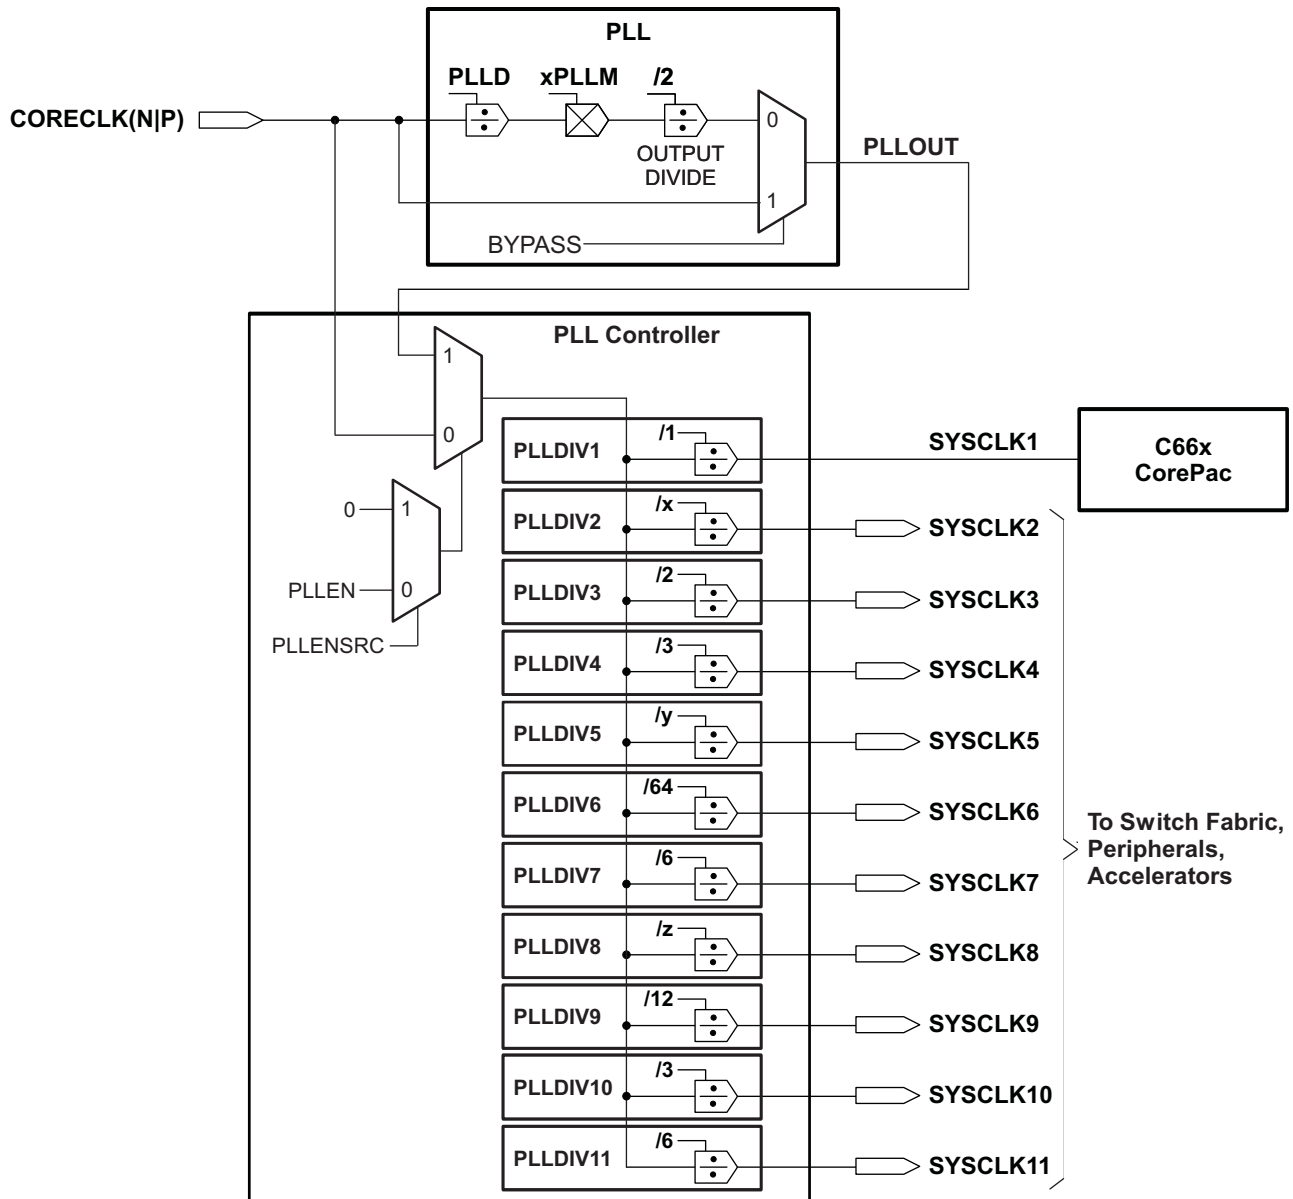 PLL
PLLD xPLLM /2
CORECLK(N|P)
0
OUTPUT
DIVIDE
PLLOUT
1
BYPASS
PLL Controller
1
0
0
1
PLLEN
0
PLLENSRC
PLLDIV1 /1
SYSCLK1
C66x
CorePac
PLLDIV2 /x
SYSCLK2
PLLDIV3 /2
SYSCLK3
PLLDIV4 /3
SYSCLK4
PLLDIV5 /y
SYSCLK5
PLLDIV6 /64
SYSCLK6
To Switch Fabric,
Peripherals,
Accelerators
PLLDIV7 /6
SYSCLK7
PLLDIV8 /z
SYSCLK8
PLLDIV9 /12
SYSCLK9
PLLDIV10 /3
SYSCLK10
PLLDIV11 /6
SYSCLK11